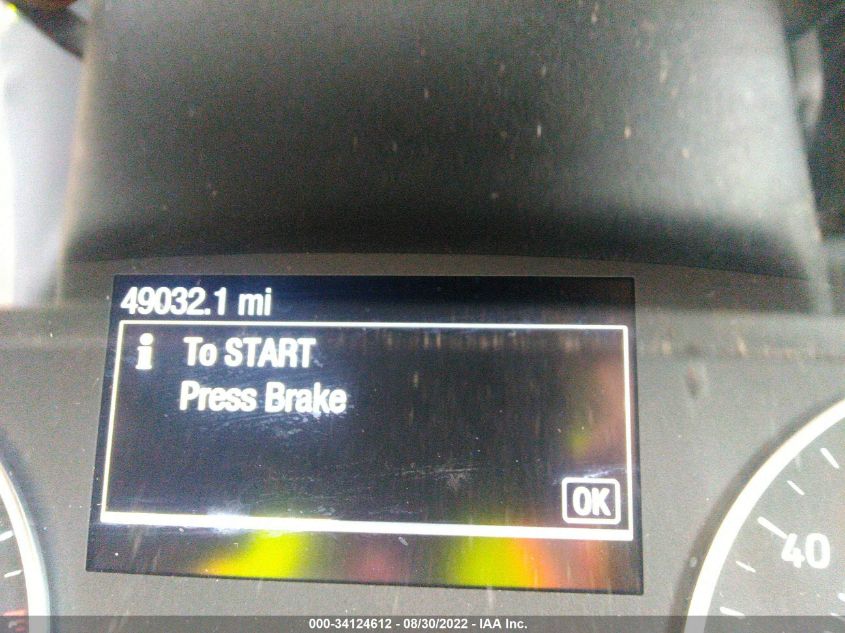 49032.1 mi
i To START
Press Brake
OK
40
000-34124612 - 08/30/2022 - IAA Inc.